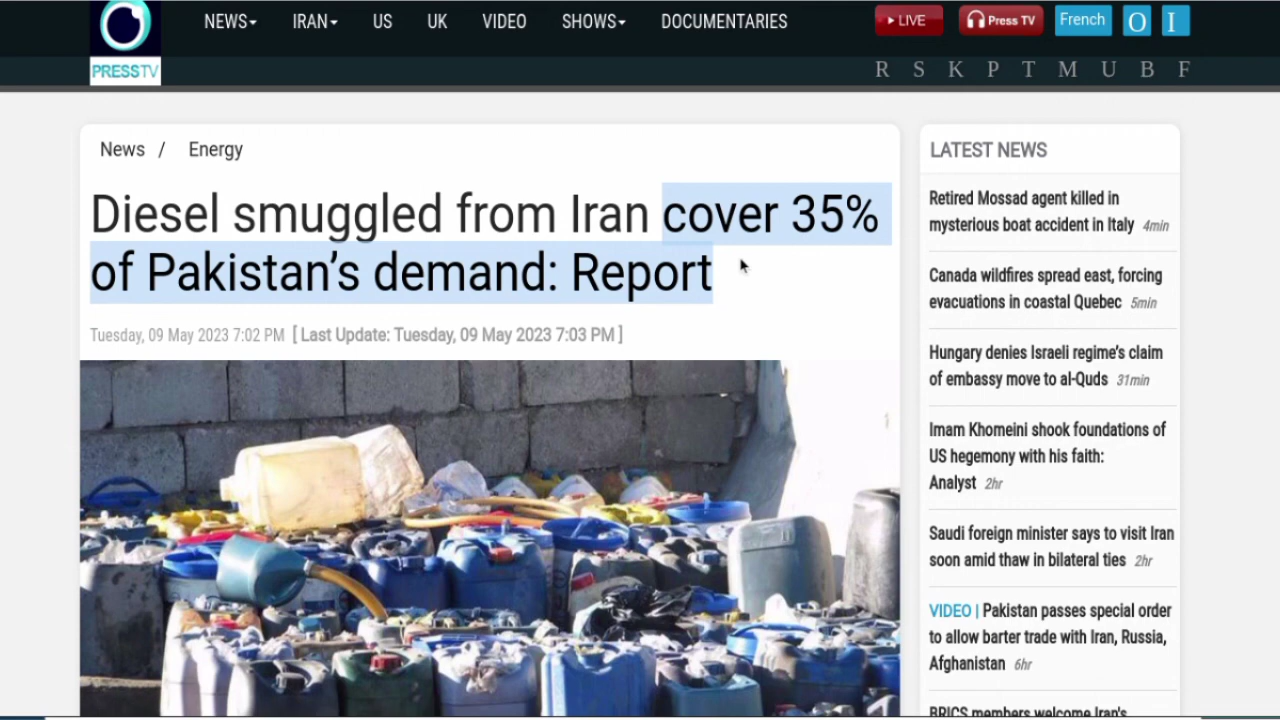 NEWS IRAN US UK VIDEO SHOWS DOCUMENTARIES
LIVE Press TV French O I
PRESSTV
R S K P T M U B F
News / Energy
Diesel smuggled from Iran cover 35%
of Pakistan’s demand: Report
Tuesday, 09 May 2023 7:02 PM [ Last Update: Tuesday, 09 May 2023 7:03 PM ]
LATEST NEWS
Retired Mossad agent killed in
mysterious boat accident in Italy 4min
Canada wildfires spread east, forcing
evacuations in coastal Quebec 5min
Hungary denies Israeli regime’s claim
of embassy move to al-Quds 31min
Imam Khomeini shook foundations of
US hegemony with his faith:
Analyst 2hr
Saudi foreign minister says to visit Iran
soon amid thaw in bilateral ties 2hr
VIDEO | Pakistan passes special order
to allow barter trade with Iran, Russia,
Afghanistan 6hr
BRICS members welcome Iran's